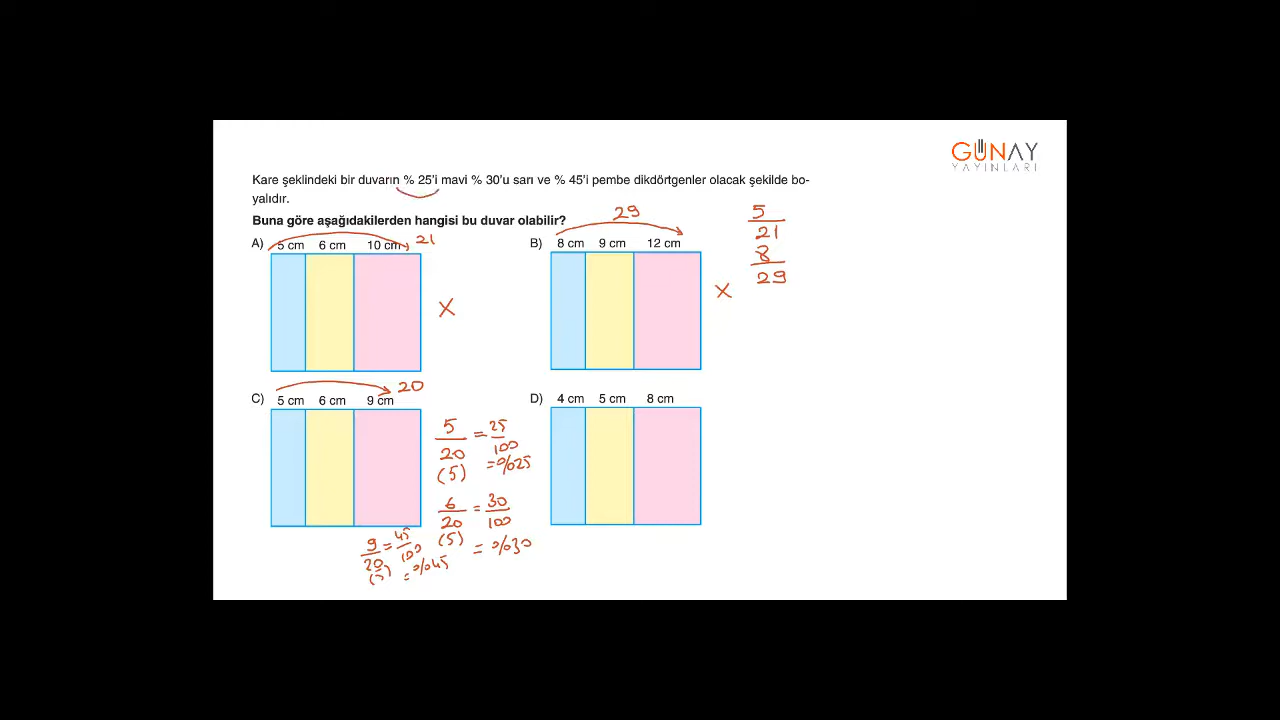 GÜNAY
YAYINLARI
Kare şeklindeki bir duvarın % 25'i mavi % 30'u sarı ve % 45'i pembe dikdörtgenler olacak şekilde bo-
yalıdır.
Buna göre aşağıdakilerden hangisi bu duvar olabilir?
A) 5 cm 6 cm 10 cm 21
X
B) 8 cm 9 cm 12 cm
29
X
5
21
8
29
C) 5 cm 6 cm 9 cm
20
5/20 = 25/100
(5) = %25
6/20 = 30/100
(5) = %30
9/20 = 45/100
(5) = %45
D) 4 cm 5 cm 8 cm